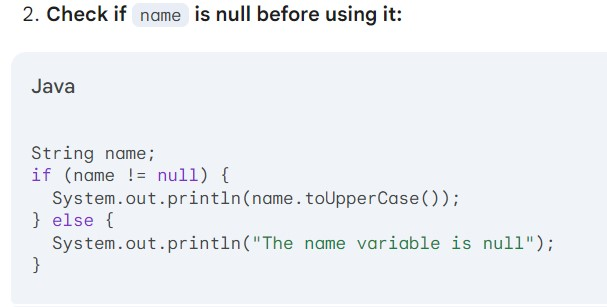 2. Check if name is null before using it:
Java
String name;
if (name != null) {
  System.out.println(name.toUpperCase());
} else {
  System.out.println("The name variable is null");
}